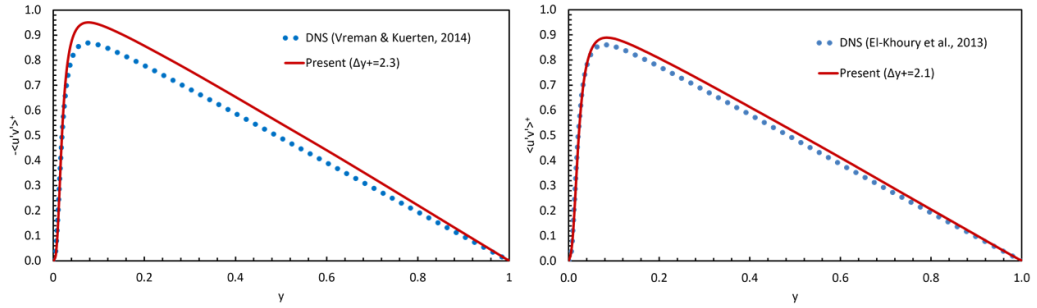 1.0
0.9
0.8
0.7
0.6
0.5
0.4
0.3
0.2
0.1
0.0
-<u'v'>+
DNS (Vreman & Kuerten, 2014)
Present (Δy+=2.3)
0 0.2 0.4 0.6 0.8 1
y
1.0
0.9
0.8
0.7
0.6
0.5
0.4
0.3
0.2
0.1
0.0
<u'v'>+
DNS (El-Khoury et al., 2013)
Present (Δy+=2.1)
0.0 0.2 0.4 0.6 0.8 1.0
y